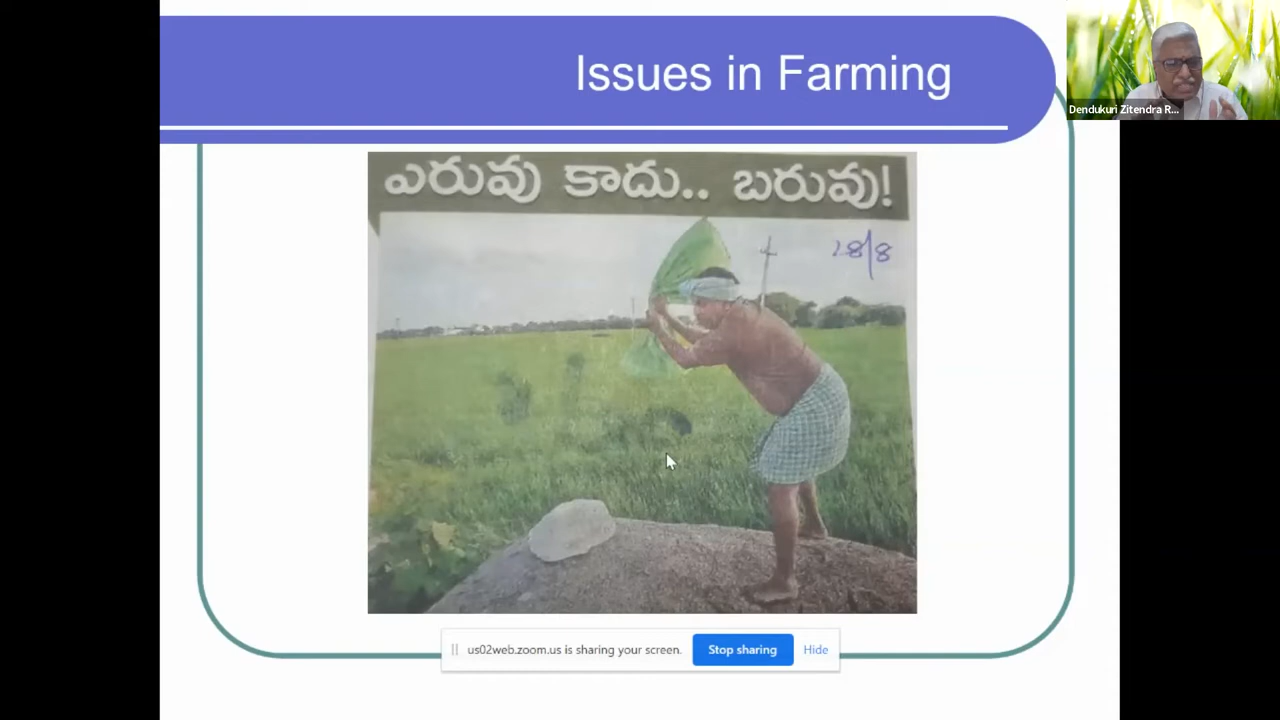 Issues in Farming
Dendukuri Zitendra R...
ఎరువు కాదు.. బరువు!
28/8
us02web.zoom.us is sharing your screen.
Stop sharing
Hide